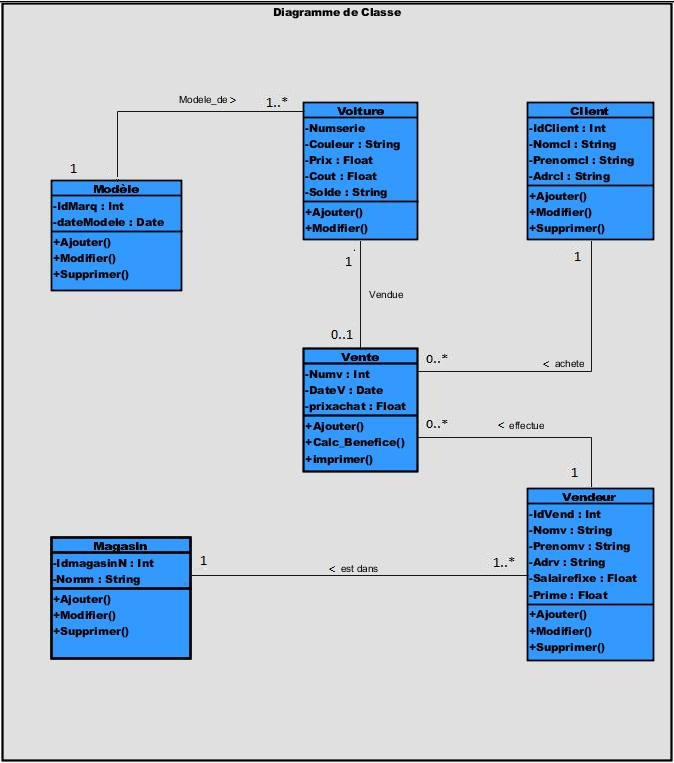 Diagramme de Classe
Modele_de >
1..*
1
Voiture
-Numserie
-Couleur : String
-Prix : Float
-Cout : Float
-Solde : String
+Ajouter()
+Modifier()
Client
-IdClient : Int
-Nomcl : String
-Prenomcl : String
-Adrcl : String
+Ajouter()
+Modifier()
+Supprimer()
Modèle
-IdMarq : Int
-dateModele : Date
+Ajouter()
+Modifier()
+Supprimer()
1
Vendue
0..1
1
Vente
-Numv : Int
-DateV : Date
-prixachat : Float
+Ajouter()
+Calc_Benefice()
+imprimer()
0..*
< achete
0..*
< effectue
1
Vendeur
-IdVend : Int
-Nomv : String
-Prenomv : String
-Adrv : String
-Salairefixe : Float
-Prime : Float
+Ajouter()
+Modifier()
+Supprimer()
Magasin
-IdmagasinN : Int
-Nomm : String
+Ajouter()
+Modifier()
+Supprimer()
1
< est dans
1..*